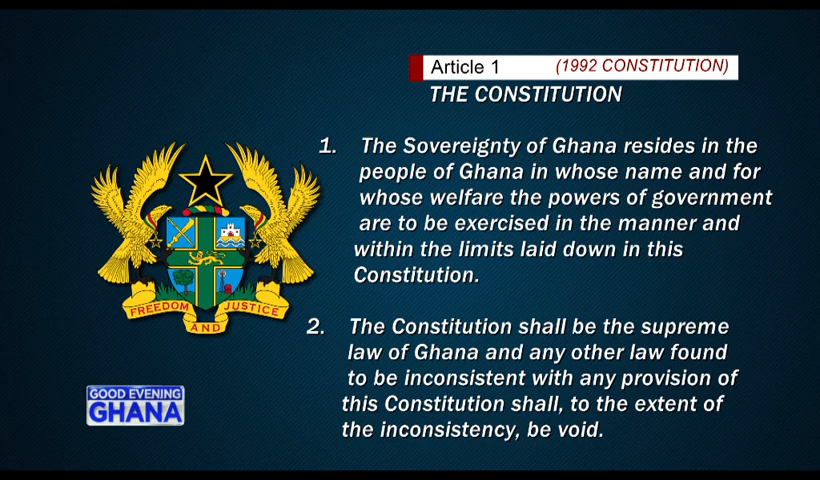 Article 1
(1992 CONSTITUTION)
THE CONSTITUTION
1. The Sovereignty of Ghana resides in the
people of Ghana in whose name and for
whose welfare the powers of government
are to be exercised in the manner and
within the limits laid down in this
Constitution.
2. The Constitution shall be the supreme
law of Ghana and any other law found
to be inconsistent with any provision of
this Constitution shall, to the extent of
the inconsistency, be void.
FREEDOM
AND
JUSTICE
GOOD EVENING
GHANA